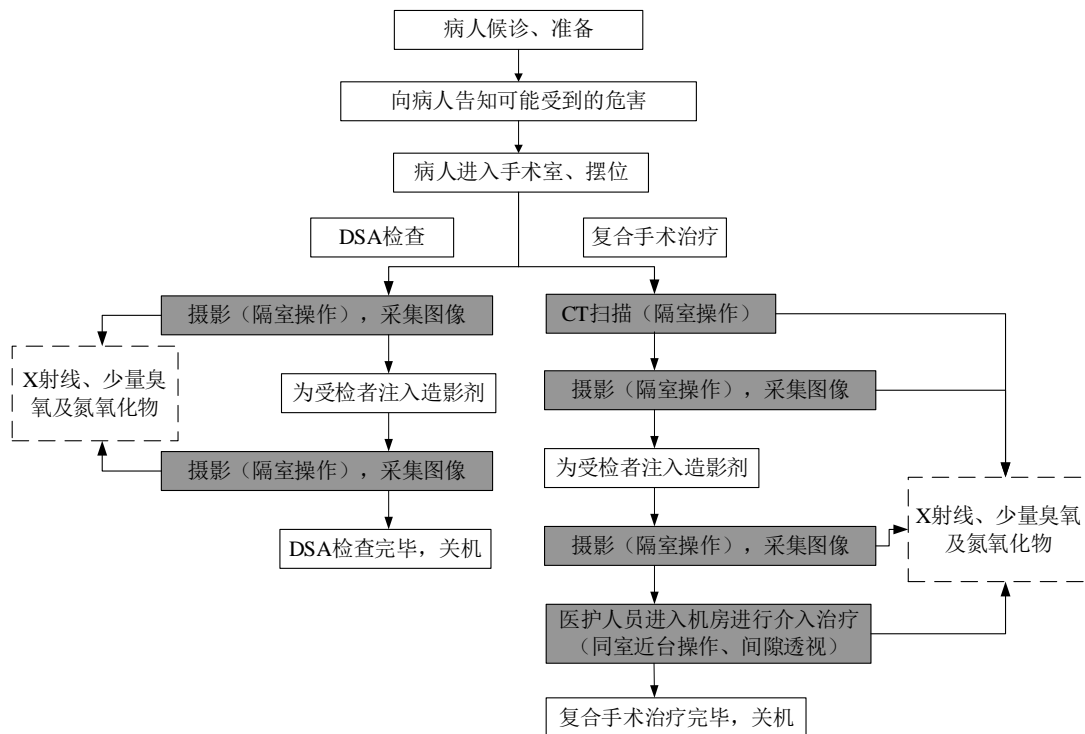 病人候诊、准备
向病人告知可能受到的危害
病人进入手术室、摆位
DSA检查
复合手术治疗
摄影（隔室操作），采集图像
X射线、少量臭
氧及氮氧化物
为受检者注入造影剂
摄影（隔室操作），采集图像
DSA检查完毕，关机
CT扫描（隔室操作）
摄影（隔室操作），采集图像
为受检者注入造影剂
摄影（隔室操作），采集图像
X射线、少量臭氧
及氮氧化物
医护人员进入机房进行介入治疗
（同室近台操作、间隙透视）
复合手术治疗完毕，关机